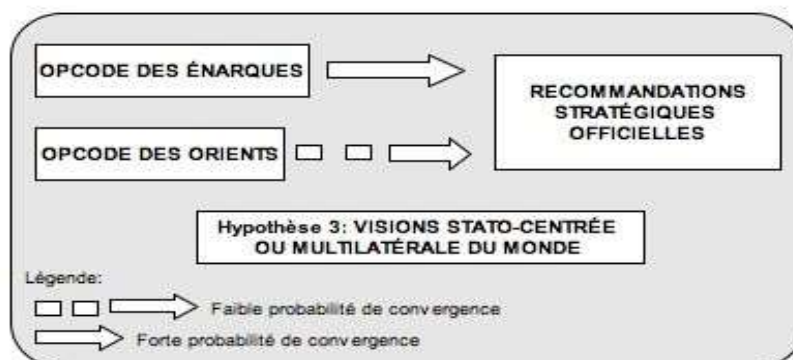 OPCODE DES ÉNARQUES
RECOMMANDATIONS
STRATÉGIQUES
OFFICIELLES
OPCODE DES ORIENTS
Hypothèse 3: VISIONS STATO-CENTRÉE
OU MULTILATÉRALE DU MONDE
Légende:
Faible probabilité de convergence
Forte probabilité de convergence